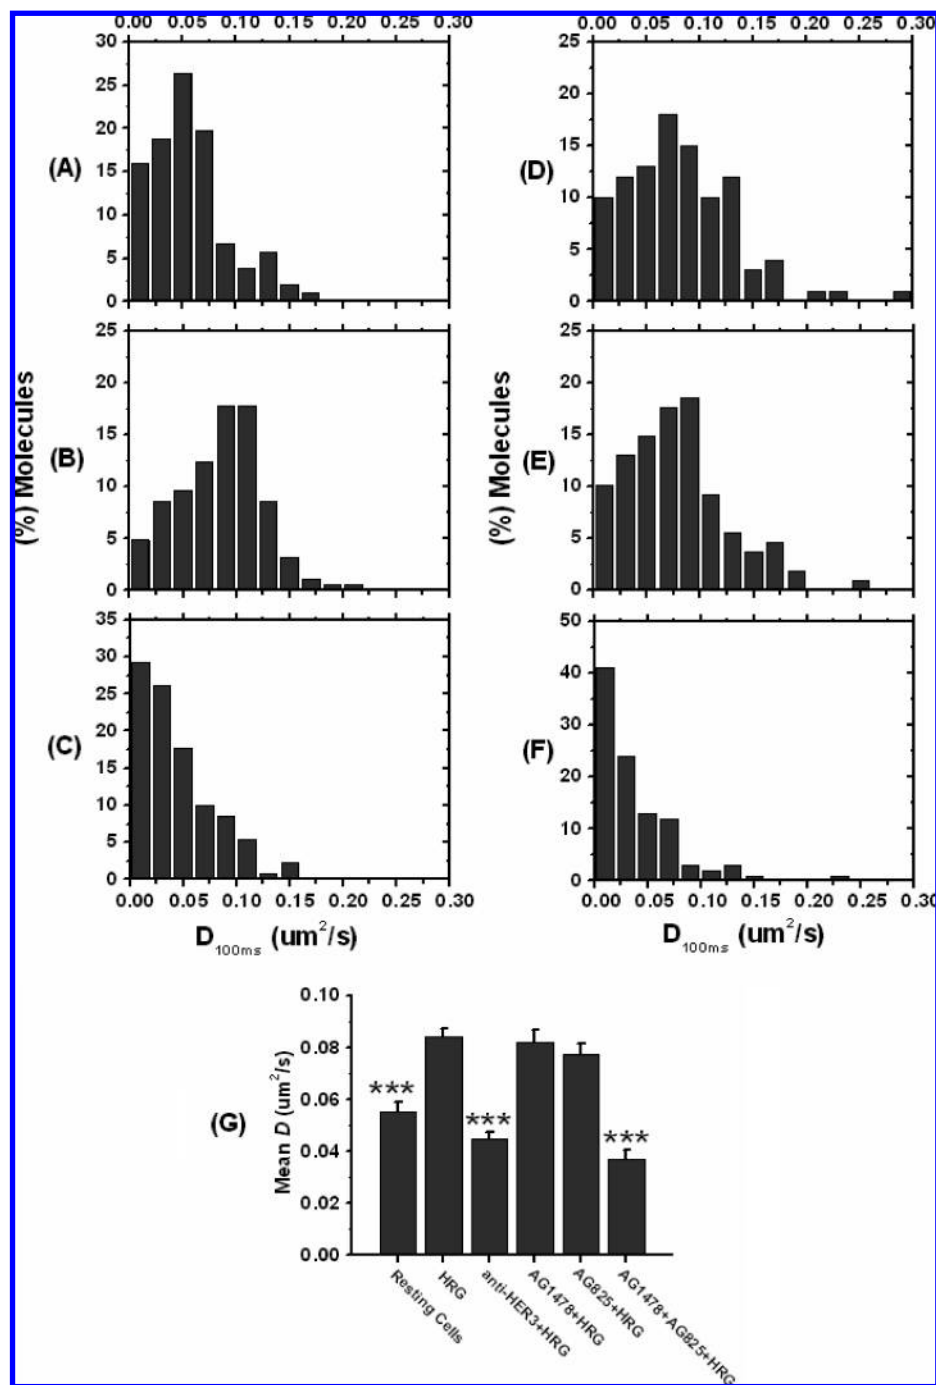 0.00 0.05 0.10 0.15 0.20 0.25 0.30
30
25
20
15
10
5
0
(A)
25
20
15
10
5
0
(B)
(%) Molecules
35
30
25
20
15
10
5
0
(C)
0.00 0.05 0.10 0.15 0.20 0.25 0.30
D100ms (um²/s)
0.00 0.05 0.10 0.15 0.20 0.25 0.30
25
20
15
10
5
0
(D)
25
20
15
10
5
0
(E)
(%) Molecules
50
40
30
20
10
0
(F)
0.00 0.05 0.10 0.15 0.20 0.25 0.30
D100ms (um²/s)
(G)
Mean D (um²/s)
0.10
0.08
0.06
0.04
0.02
0.00
***
***
***
Resting Cells
HRG
anti-HER3+HRG
AG1478+HRG
AG825+HRG
AG1478+AG825+HRG